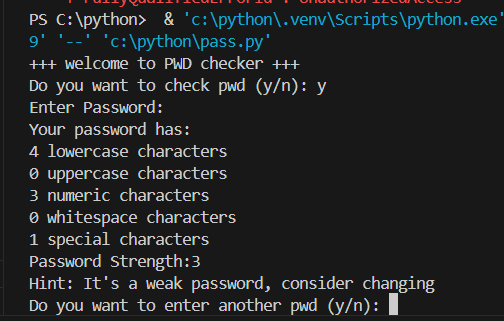 PS C:\python>  & 'c:\python\.venv\Scripts\python.exe'
9' '--' 'c:\python\pass.py'
+++ welcome to PWD checker +++
Do you want to check pwd (y/n): y
Enter Password:
Your password has:
4 lowercase characters
0 uppercase characters
3 numeric characters
0 whitespace characters
1 special characters
Password Strength:3
Hint: It's a weak password, consider changing
Do you want to enter another pwd (y/n):